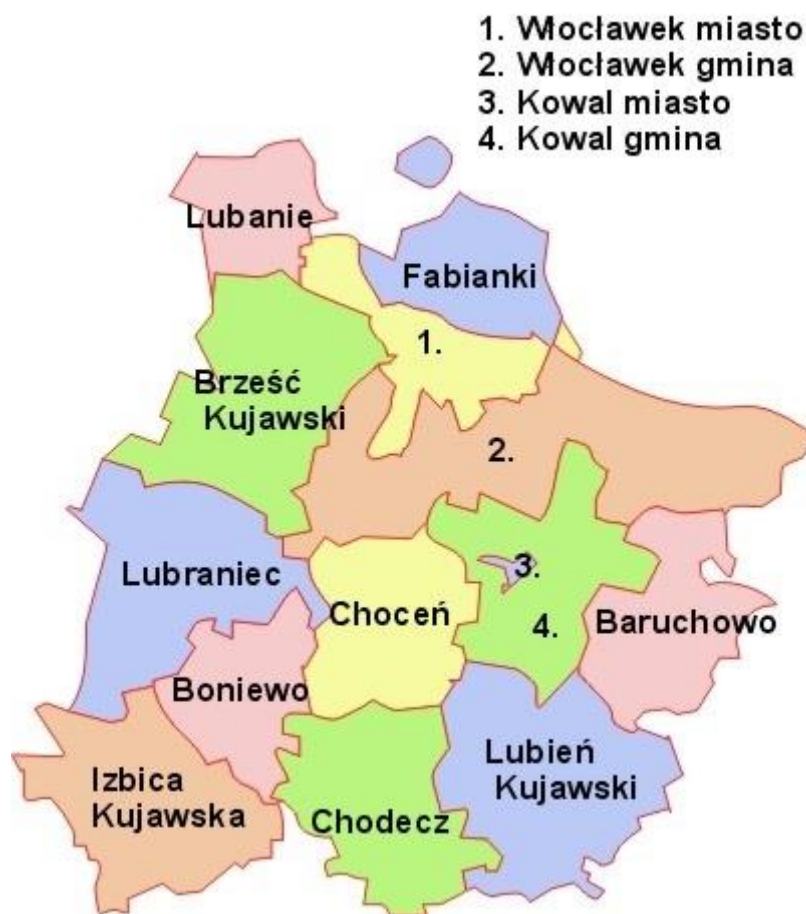 1. Włocławek miasto
2. Włocławek gmina
3. Kowal miasto
4. Kowal gmina
Lubanie
Fabianki
1.
Brześć
Kujawski
2.
Lubraniec
3.
Choceń
4.
Baruchowo
Boniewo
Lubień
Kujawski
Izbica
Kujawska
Chodecz